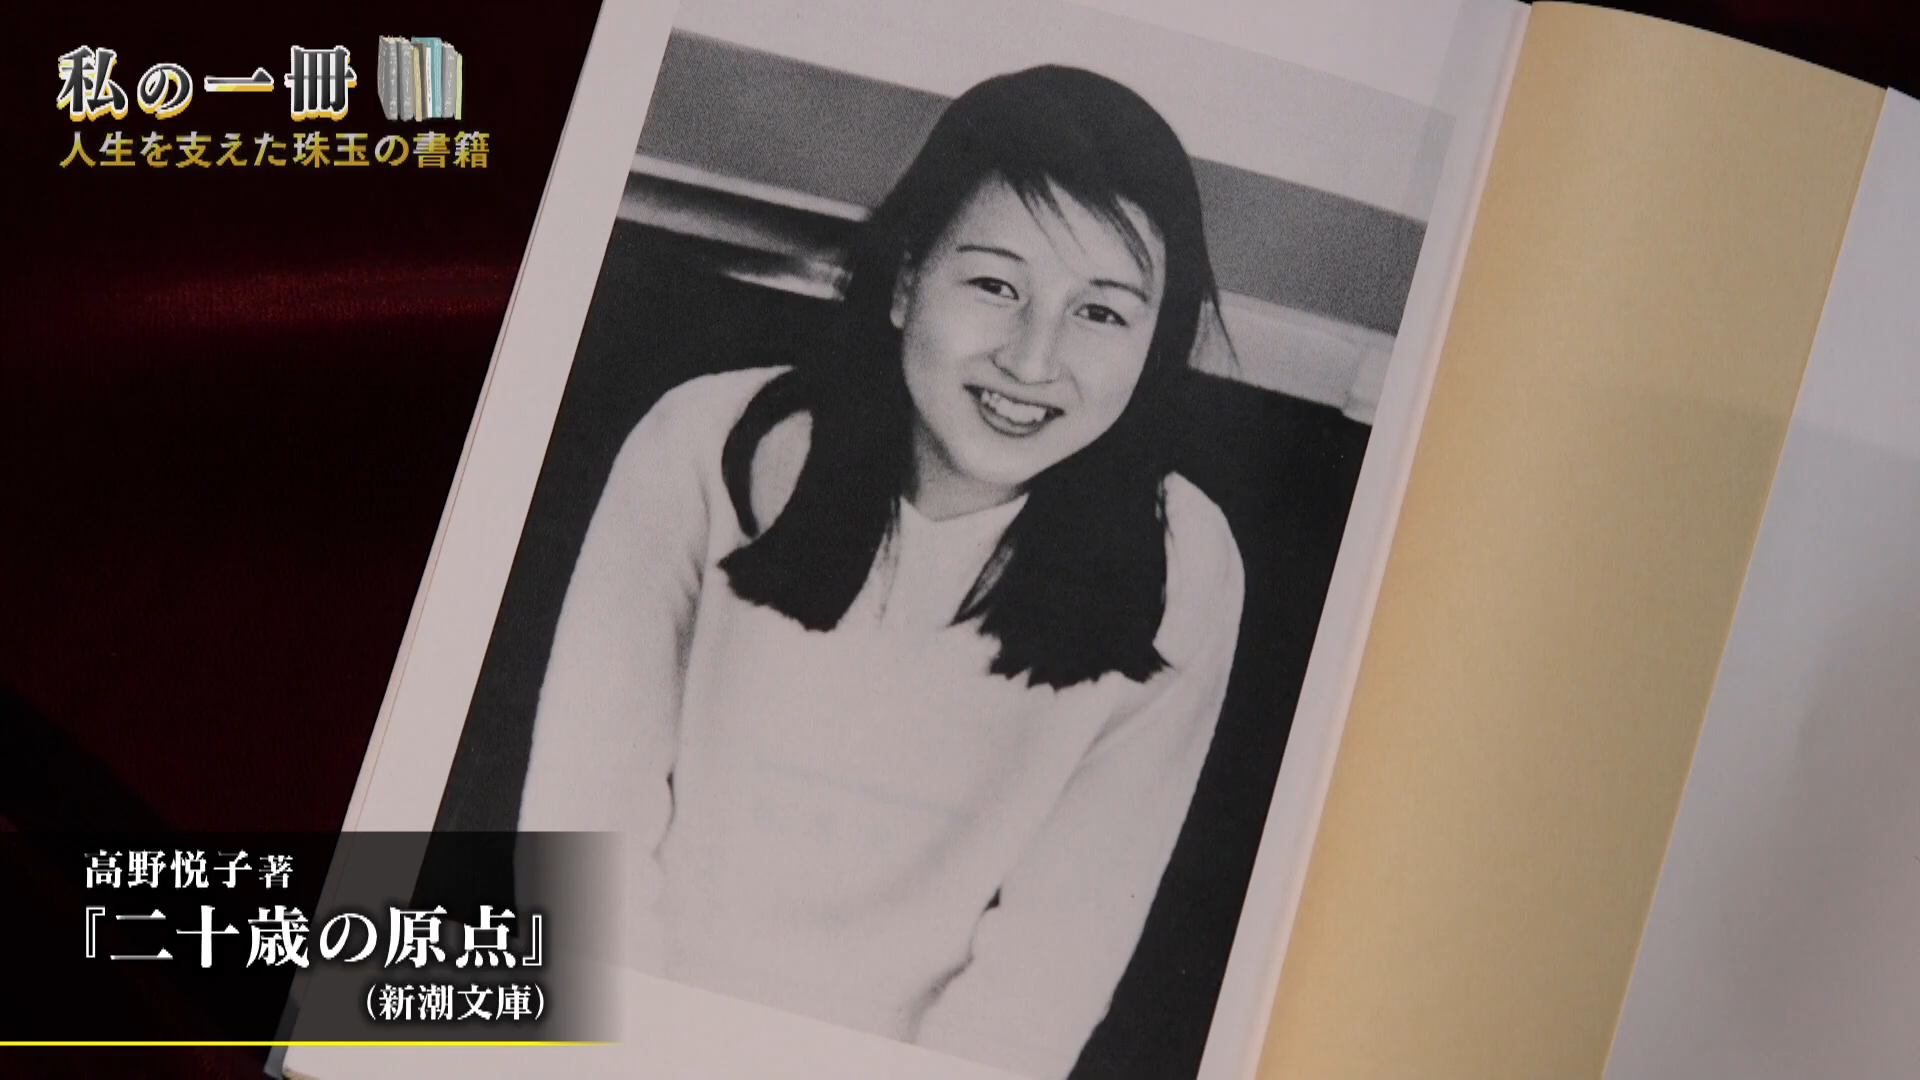 私の一冊
人生を支えた珠玉の書籍
高野悦子 著
『二十歳の原点』
（新潮文庫）